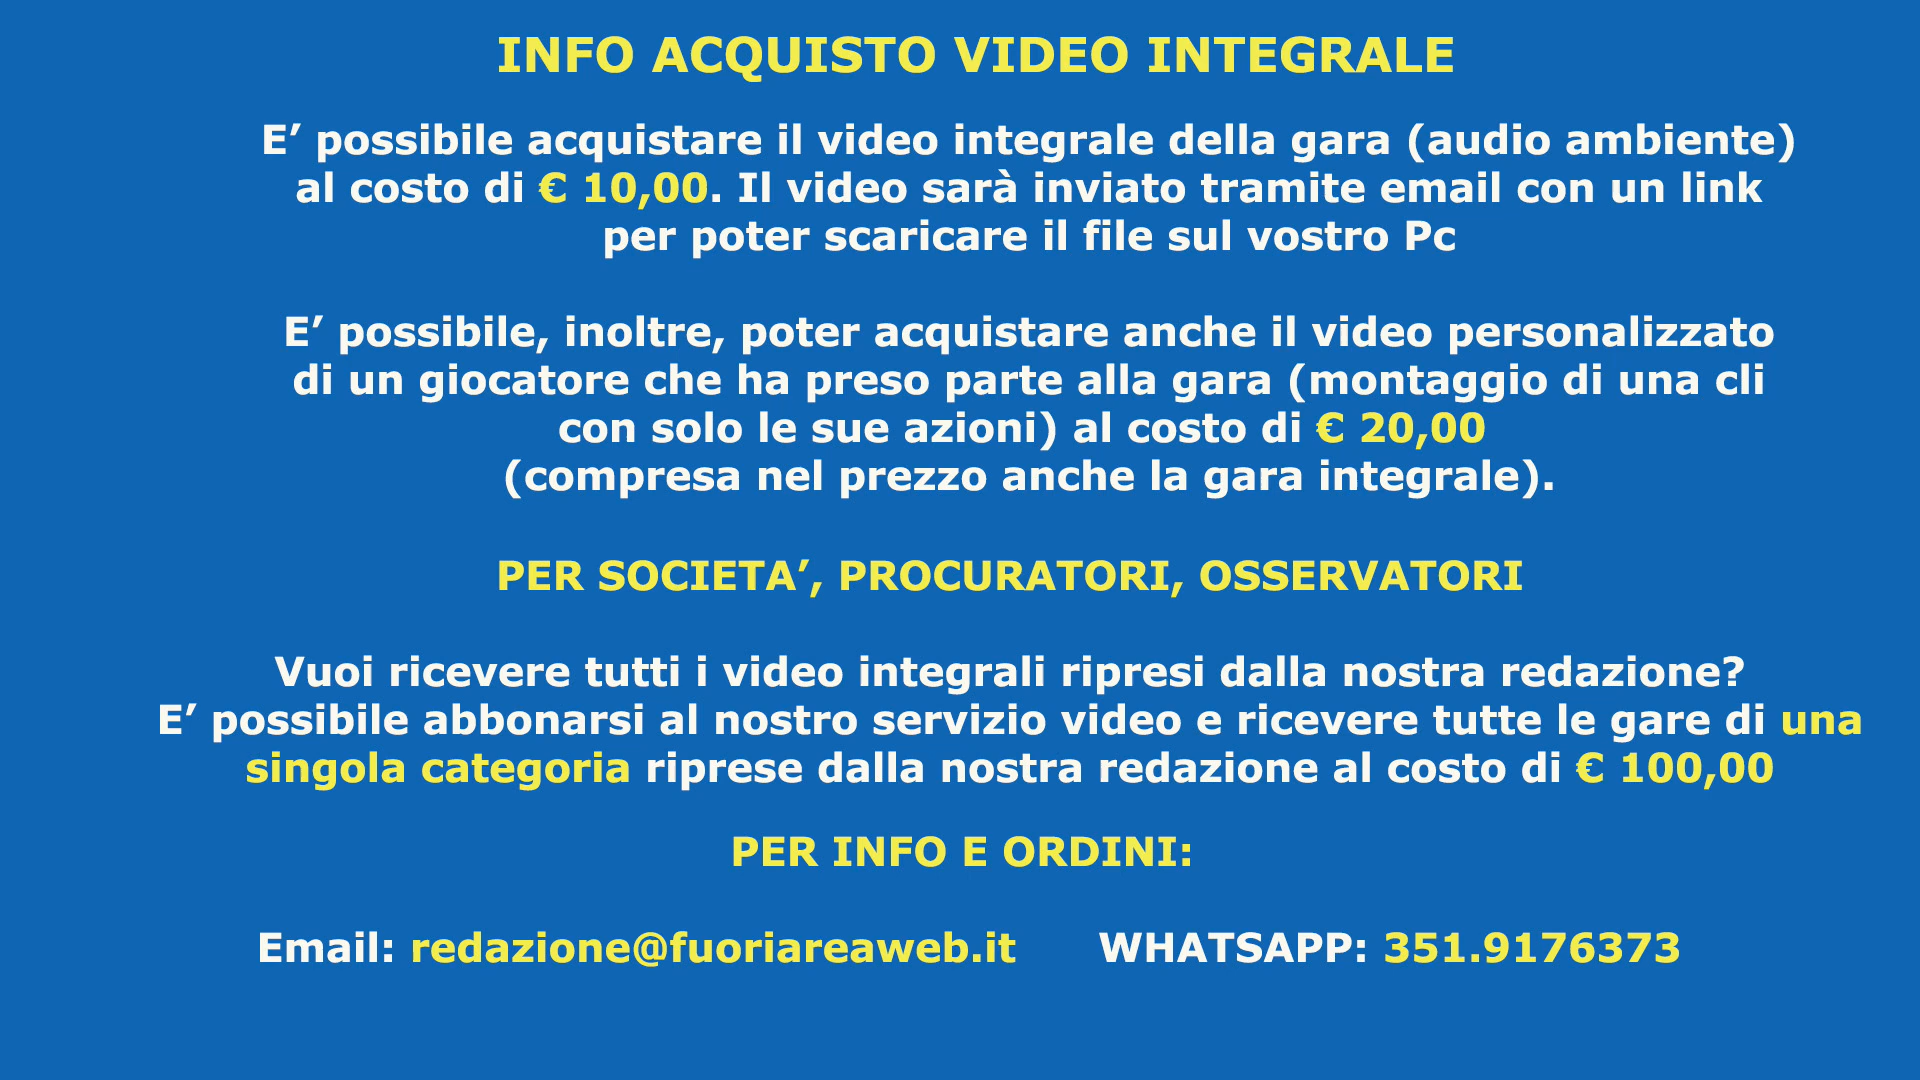 INFO ACQUISTO VIDEO INTEGRALE
E’ possibile acquistare il video integrale della gara (audio ambiente)
al costo di € 10,00. Il video sarà inviato tramite email con un link
per poter scaricare il file sul vostro Pc
E’ possibile, inoltre, poter acquistare anche il video personalizzato
di un giocatore che ha preso parte alla gara (montaggio di una cli
con solo le sue azioni) al costo di € 20,00
(compresa nel prezzo anche la gara integrale).
PER SOCIETA’, PROCURATORI, OSSERVATORI
Vuoi ricevere tutti i video integrali ripresi dalla nostra redazione?
E’ possibile abbonarsi al nostro servizio video e ricevere tutte le gare di una
singola categoria riprese dalla nostra redazione al costo di € 100,00
PER INFO E ORDINI:
Email: redazione@fuoriareaweb.it WHATSAPP: 351.9176373